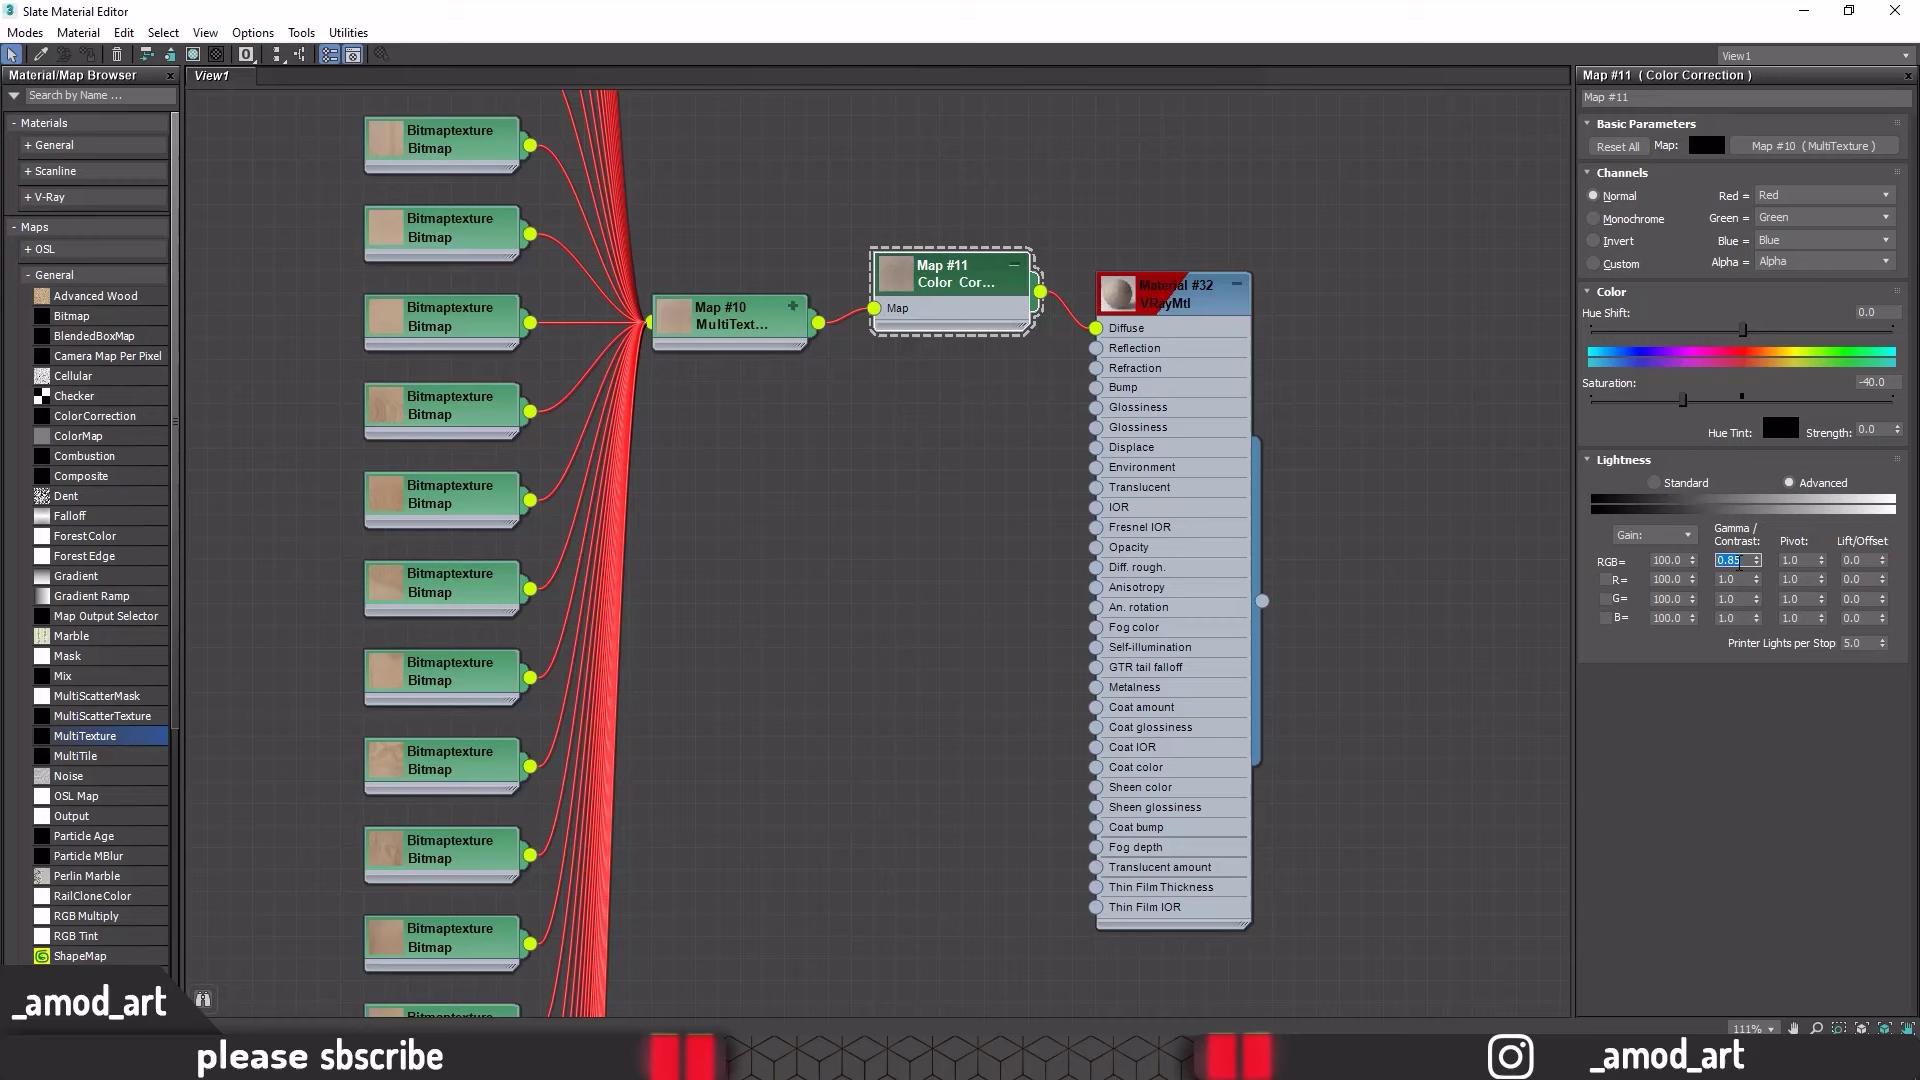 Slate Material Editor
Modes Material Edit Select View Options Tools Utilities
View1
Material/Map Browser
Search by Name ...
- Materials
+ General
+ Scanline
+ V-Ray
- Maps
+ OSL
- General
Advanced Wood
Bitmap
BlendedBoxMap
Camera Map Per Pixel
Cellular
Checker
Color Correction
ColorMap
Combustion
Composite
Dent
Falloff
Forest Color
Forest Edge
Gradient
Gradient Ramp
Map Output Selector
Marble
Mask
Mix
MultiScatterMask
MultiScatterTexture
MultiTexture
MultiTile
Noise
OSL Map
Output
Particle Age
Particle MBlur
Perlin Marble
RailClone Color
RGB Multiply
RGB Tint
ShapeMap
View1
Bitmaptexture
Bitmap
Bitmaptexture
Bitmap
Bitmaptexture
Bitmap
Bitmaptexture
Bitmap
Bitmaptexture
Bitmap
Bitmaptexture
Bitmap
Bitmaptexture
Bitmap
Bitmaptexture
Bitmap
Bitmaptexture
Bitmap
Bitmaptexture
Bitmap
Bitmaptexture
Map #10
MultiText...
Map #11
Color Cor...
Map
Material #32
VRayMtl
Diffuse
Reflection
Refraction
Bump
Glossiness
Glossiness
Displace
Environment
Translucent
IOR
Fresnel IOR
Opacity
Diff. rough.
Anisotropy
An. rotation
Fog color
Self-illumination
GTR tail falloff
Metalness
Coat amount
Coat glossiness
Coat IOR
Coat color
Sheen color
Sheen glossiness
Coat bump
Fog depth
Translucent amount
Thin Film Thickness
Thin Film IOR
Map #11 ( Color Correction )
Map #11
Basic Parameters
Reset All Map: Map #10 ( MultiTexture )
Channels
Normal Red = Red
Monochrome Green = Green
Invert Blue = Blue
Custom Alpha = Alpha
Color
Hue Shift: 0.0
Saturation: -40.0
Hue Tint: Strength: 0.0
Lightness
Standard Advanced
Gain: Gamma / Contrast: Pivot: Lift/Offset
RGB= 100.0 0.85 1.0 0.0
R= 100.0 1.0 1.0 0.0
G= 100.0 1.0 1.0 0.0
B= 100.0 1.0 1.0 0.0
Printer Lights per Stop 5.0
111%
_amod_art
please sbscribe
_amod_art